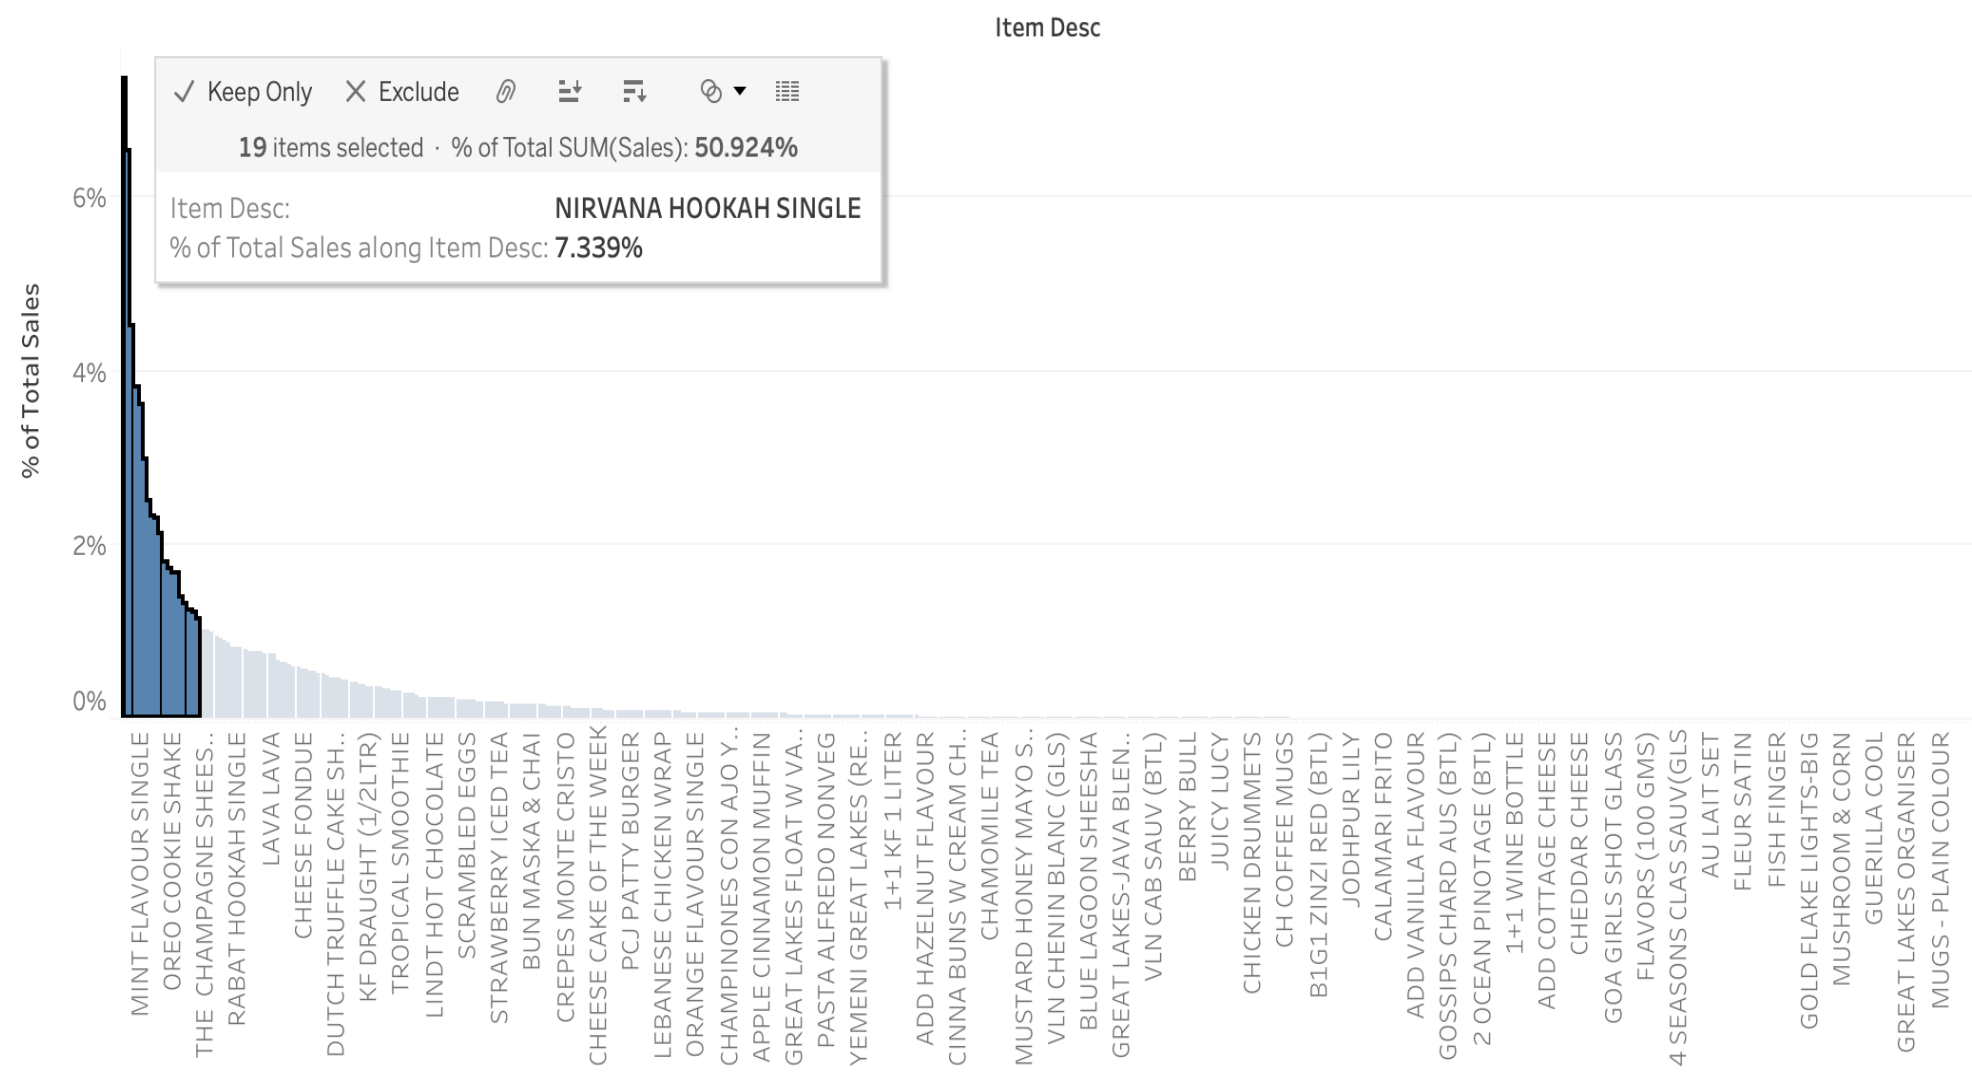 Item Desc
Keep Only Exclude
19 items selected · % of Total SUM(Sales): 50.924%
Item Desc: NIRVANA HOOKAH SINGLE
% of Total Sales along Item Desc: 7.339%
% of Total Sales
6%
4%
2%
0%
MINT FLAVOUR SINGLE
OREO COOKIE SHAKE
THE CHAMPAGNE SHEES..
RABAT HOOKAH SINGLE
LAVA LAVA
CHEESE FONDUE
DUTCH TRUFFLE CAKE SH..
KF DRAUGHT (1/2LTR)
TROPICAL SMOOTHIE
LINDT HOT CHOCOLATE
SCRAMBLED EGGS
STRAWBERRY ICED TEA
BUN MASKA & CHAI
CREPES MONTE CRISTO
CHEESE CAKE OF THE WEEK
PCJ PATTY BURGER
LEBANESE CHICKEN WRAP
ORANGE FLAVOUR SINGLE
CHAMPINONES CON AJO Y..
APPLE CINNAMON MUFFIN
GREAT LAKES FLOAT W VA..
PASTA ALFREDO NONVEG
YEMENI GREAT LAKES (RE..
1+1 KF 1 LITER
ADD HAZELNUT FLAVOUR
CINNA BUNS W CREAM CH..
CHAMOMILE TEA
MUSTARD HONEY MAYO S..
VLN CHENIN BLANC (GLS)
BLUE LAGOON SHEESHA
GREAT LAKES-JAVA BLEN..
VLN CAB SAUV (BTL)
BERRY BULL
JUICY LUCY
CHICKEN DRUMMETS
CH COFFEE MUGS
B1G1 ZINZI RED (BTL)
JODHPUR LILY
CALAMARI FRITO
ADD VANILLA FLAVOUR
GOSSIPS CHARD AUS (BTL)
2 OCEAN PINOTAGE (BTL)
1+1 WINE BOTTLE
ADD COTTAGE CHEESE
CHEDDAR CHEESE
GOA GIRLS SHOT GLASS
FLAVORS (100 GMS)
4 SEASONS CLAS SAUV(GLS
AU LAIT SET
FLEUR SATIN
FISH FINGER
GOLD FLAKE LIGHTS-BIG
MUSHROOM & CORN
GUERILLA COOL
GREAT LAKES ORGANISER
MUGS - PLAIN COLOUR